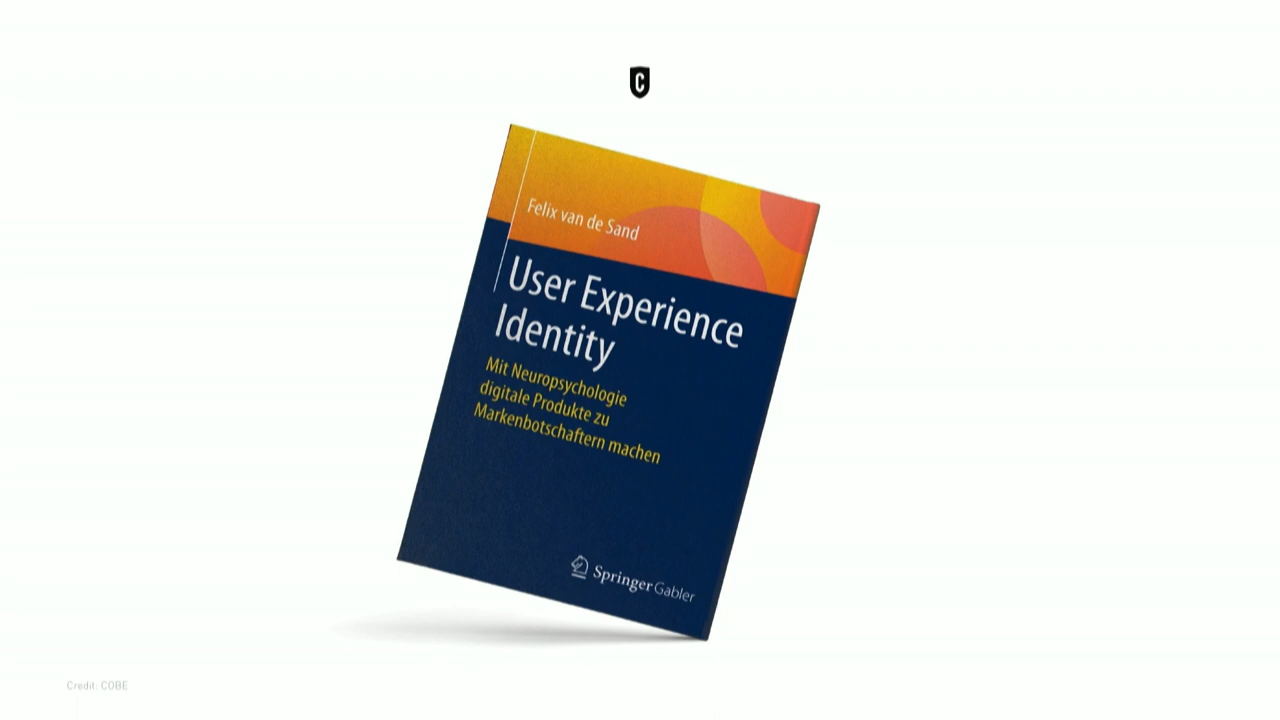 C
Felix van de Sand
User Experience
Identity
Mit Neuropsychologie
digitale Produkte zu
Markenbotschaftern machen
Springer Gabler
Credit: COBE